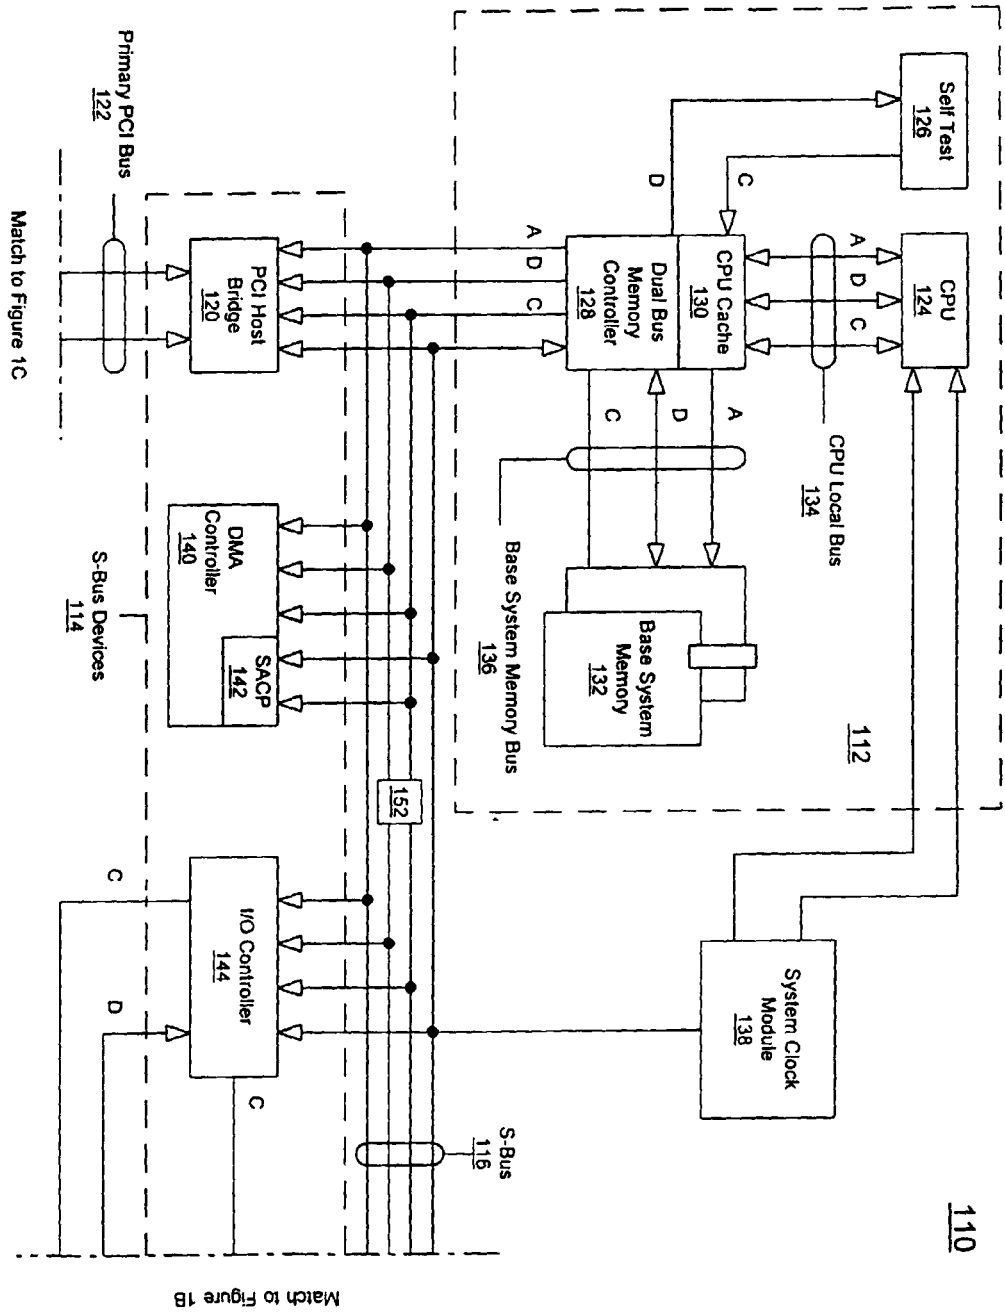 110
Self Test
126
CPU
124
System Clock
Module
138
112
C
D
A
D
C
CPU Local Bus
134
CPU Cache
130
Dual Bus
Memory
Controller
128
A
D
C
Base System
Memory
132
Base System Memory Bus
136
A
D
C
S-Bus
116
152
PCI Host
Bridge
120
DMA
Controller
140
SACP
142
I/O Controller
144
C
C
D
Primary PCI Bus
122
S-Bus Devices
114
Match to Figure 1C
Match to Figure 1B